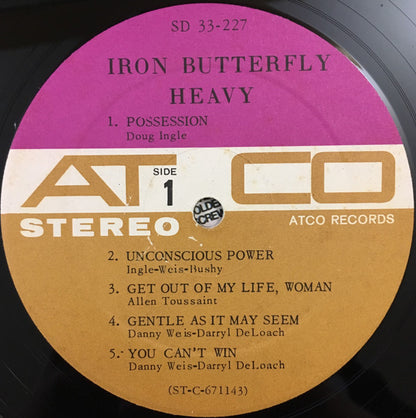 SD 33-227
IRON BUTTERFLY
HEAVY
1. POSSESSION
Doug Ingle
ATCO
SIDE
1
OLDE
CREW
STEREO
ATCO RECORDS
2. UNCONSCIOUS POWER
Ingle-Weis-Bushy
3. GET OUT OF MY LIFE, WOMAN
Allen Toussaint
4. GENTLE AS IT MAY SEEM
Danny Weis-Darryl DeLoach
5. YOU CAN'T WIN
Danny Weis-Darryl DeLoach
(ST-C-671143)